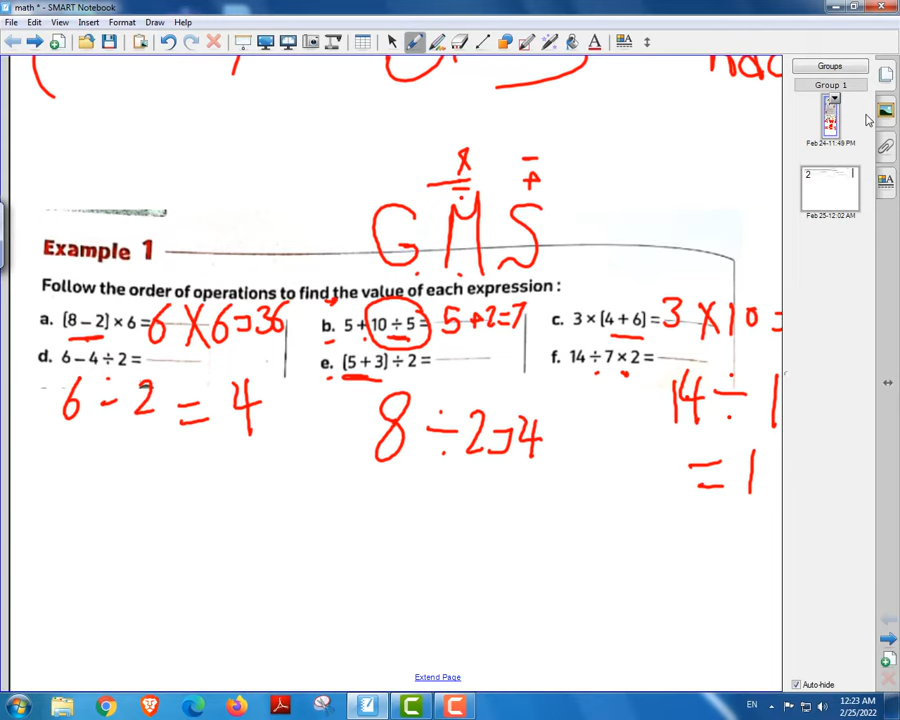 math * - SMART Notebook
File Edit View Insert Format Draw Help
Groups
Group 1
Feb 24-11:49 PM
2
Feb 25-12:02 AM
× −
÷ +
G M S
Example 1
Follow the order of operations to find the value of each expression :
a. (8 − 2) × 6 = 6 × 6 = 36
b. 5 + 10 ÷ 5 = 5 + 2 = 7
c. 3 × (4 + 6) = 3 × 10 =
d. 6 − 4 ÷ 2 =
e. (5 + 3) ÷ 2 =
f. 14 ÷ 7 × 2 =
6 − 2 = 4
8 ÷ 2 = 4
14 ÷ 1
= 1
Extend Page
Auto-hide
EN
12:23 AM
2/25/2022